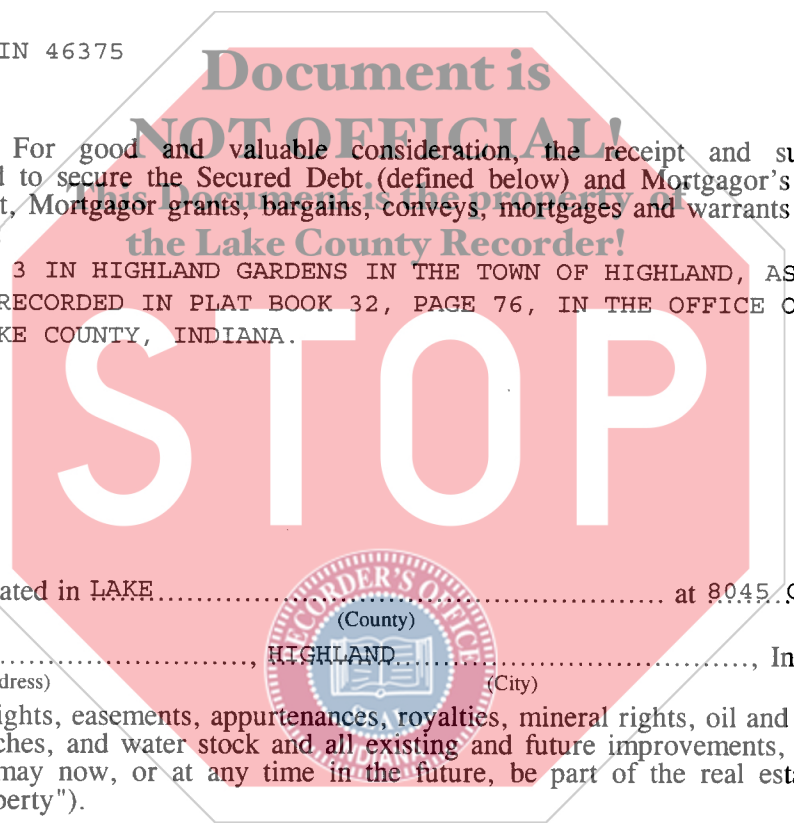 IN 46375
Document is
NOT OFFICIAL!
For good and valuable consideration, the receipt and su
d to secure the Secured Debt (defined below) and Mortgagor's
This Document is the property of
t, Mortgagor grants, bargains, conveys, mortgages and warrants
the Lake County Recorder!
3 IN HIGHLAND GARDENS IN THE TOWN OF HIGHLAND, AS
RECORDED IN PLAT BOOK 32, PAGE 76, IN THE OFFICE O
KE COUNTY, INDIANA.
STOP
ated in LAKE at 8045
(County)
RECORDER'S OFFICE
, HIGHLAND, In
dress) (City)
SEAL
ights, easements, appurtenances, royalties, mineral rights, oil and
ches, and water stock and all existing and future improvements,
INDIANA
may now, or at any time in the future, be part of the real esta
perty").